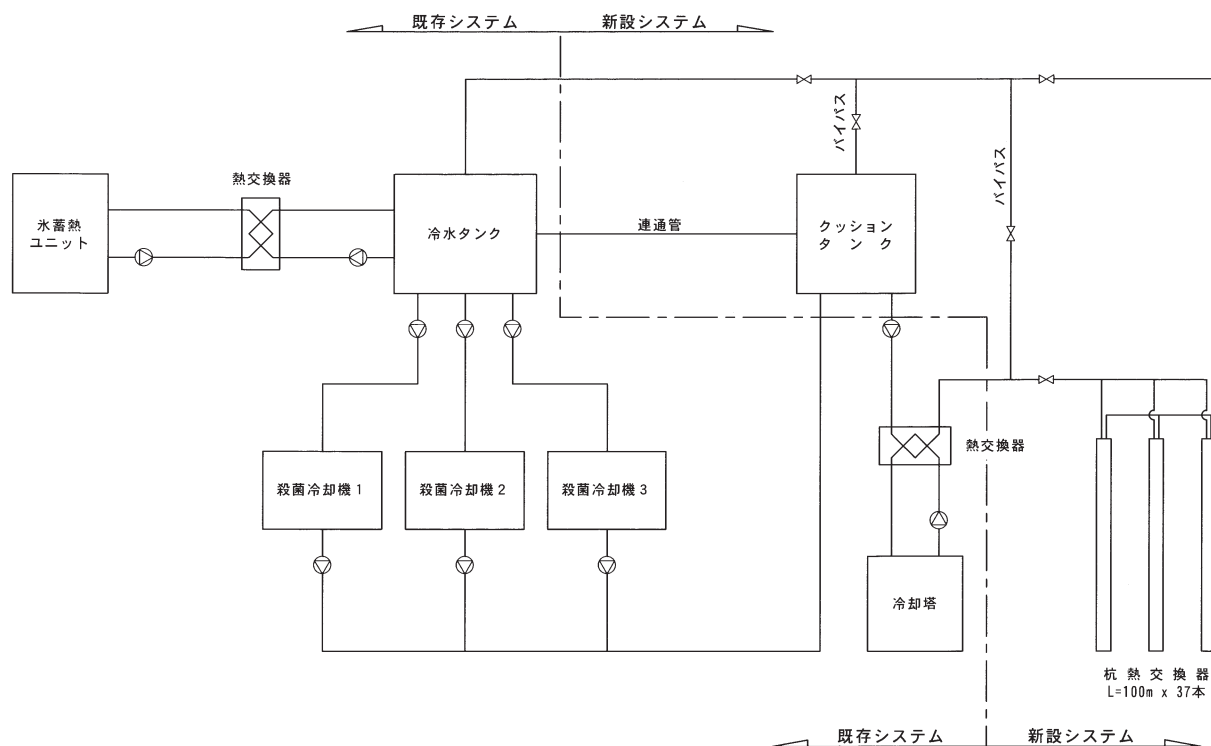 既存システム
新設システム
バイパス
バイパス
熱交換器
氷蓄熱
ユニット
冷水タンク
連通管
クッション
タンク
熱交換器
殺菌冷却機1
殺菌冷却機2
殺菌冷却機3
冷却塔
杭熱交換器
L=100m x 37本
既存システム
新設システム